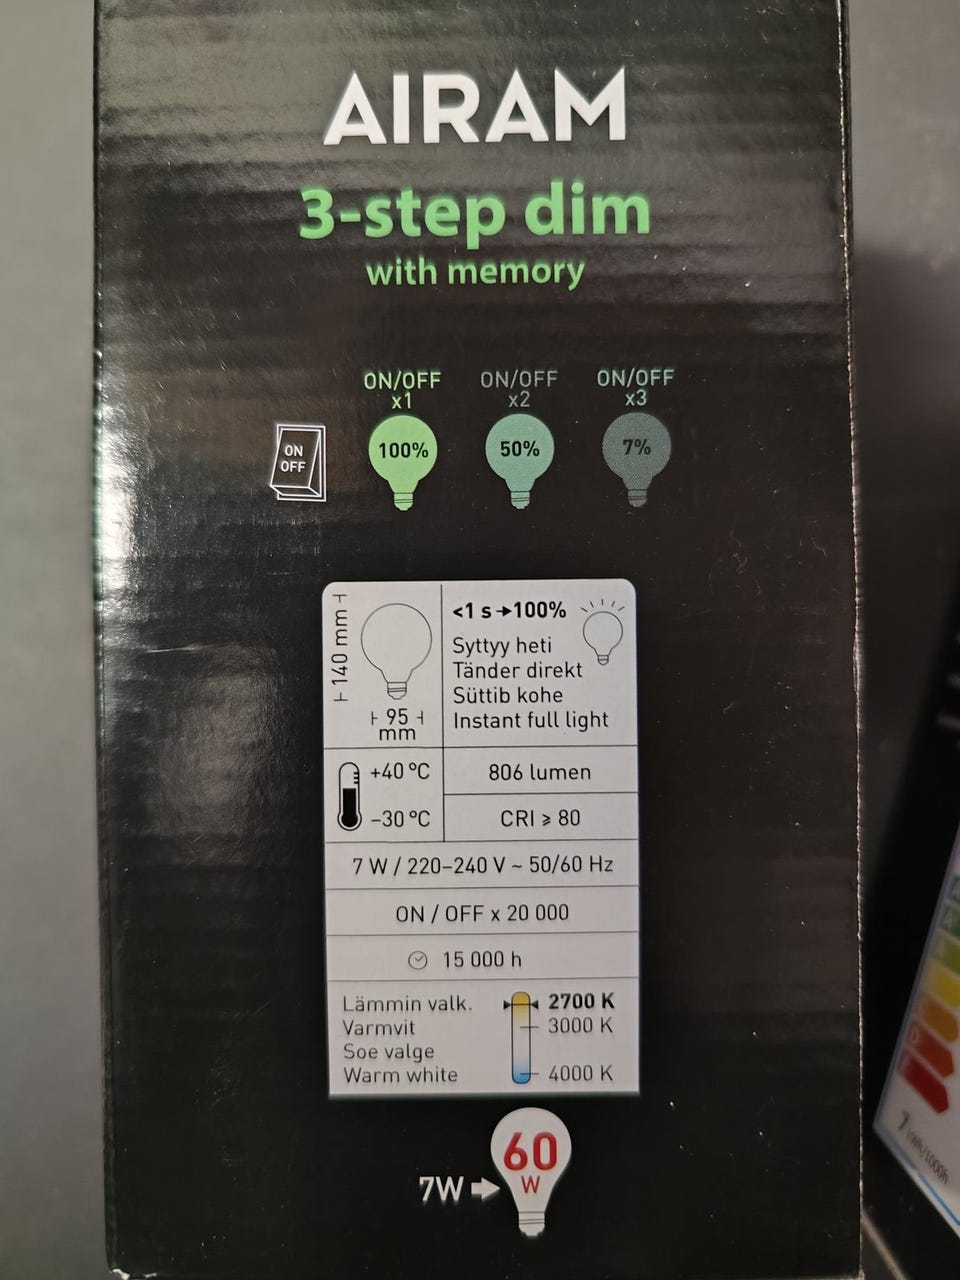 AIRAM
3-step dim
with memory
ON/OFF x1
ON/OFF x2
ON/OFF x3
ON
OFF
100%
50%
7%
140 mm
95
mm
<1 s→100%
Syttyy heti
Tänder direkt
Süttib kohe
Instant full light
+40 °C
−30 °C
806 lumen
CRI ⩾ 80
7 W / 220–240 V ~ 50/60 Hz
ON / OFF x 20 000
15 000 h
Lämmin valk.
Varmvit
Soe valge
Warm white
2700 K
3000 K
4000 K
60
W
7W
7 kWh/1000h